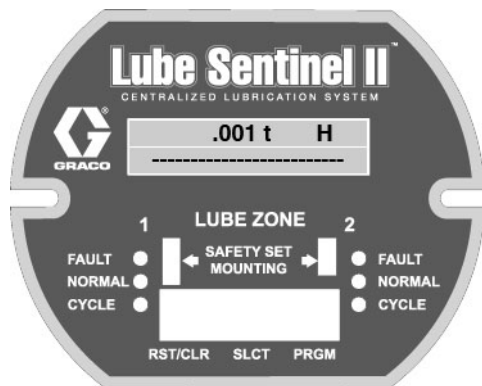 Lube Sentinel II™
CENTRALIZED LUBRICATION SYSTEM
G®
GRACO
.001 t H
--------------------------
1 LUBE ZONE 2
SAFETY SET
MOUNTING
FAULT FAULT
NORMAL NORMAL
CYCLE CYCLE
RST/CLR SLCT PRGM